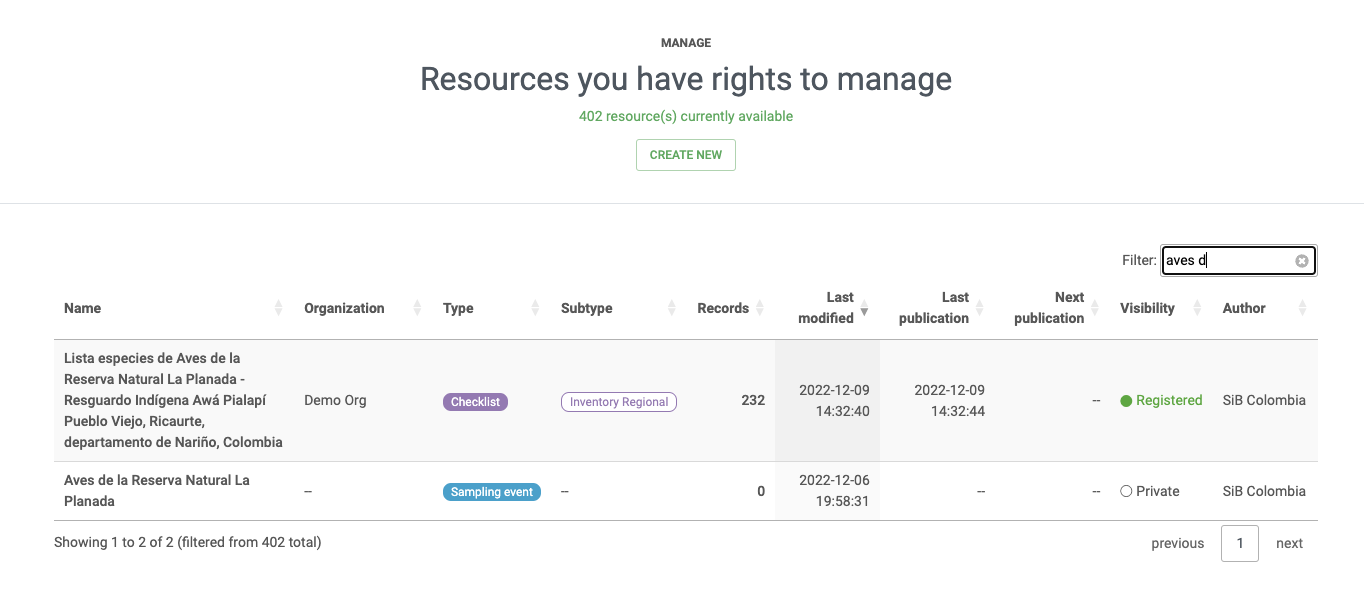 MANAGE
Resources you have rights to manage
402 resource(s) currently available
CREATE NEW
Filter: aves d
Name Organization Type Subtype Records Last modified Last publication Next publication Visibility Author
Lista especies de Aves de la
Reserva Natural La Planada -
Resguardo Indígena Awá Pialapí
Pueblo Viejo, Ricaurte,
departamento de Nariño, Colombia
Demo Org
Checklist
Inventory Regional
232
2022-12-09
14:32:40
2022-12-09
14:32:44
--
Registered
SiB Colombia
Aves de la Reserva Natural La
Planada
--
Sampling event
--
0
2022-12-06
19:58:31
--
--
Private
SiB Colombia
Showing 1 to 2 of 2 (filtered from 402 total)
previous 1 next